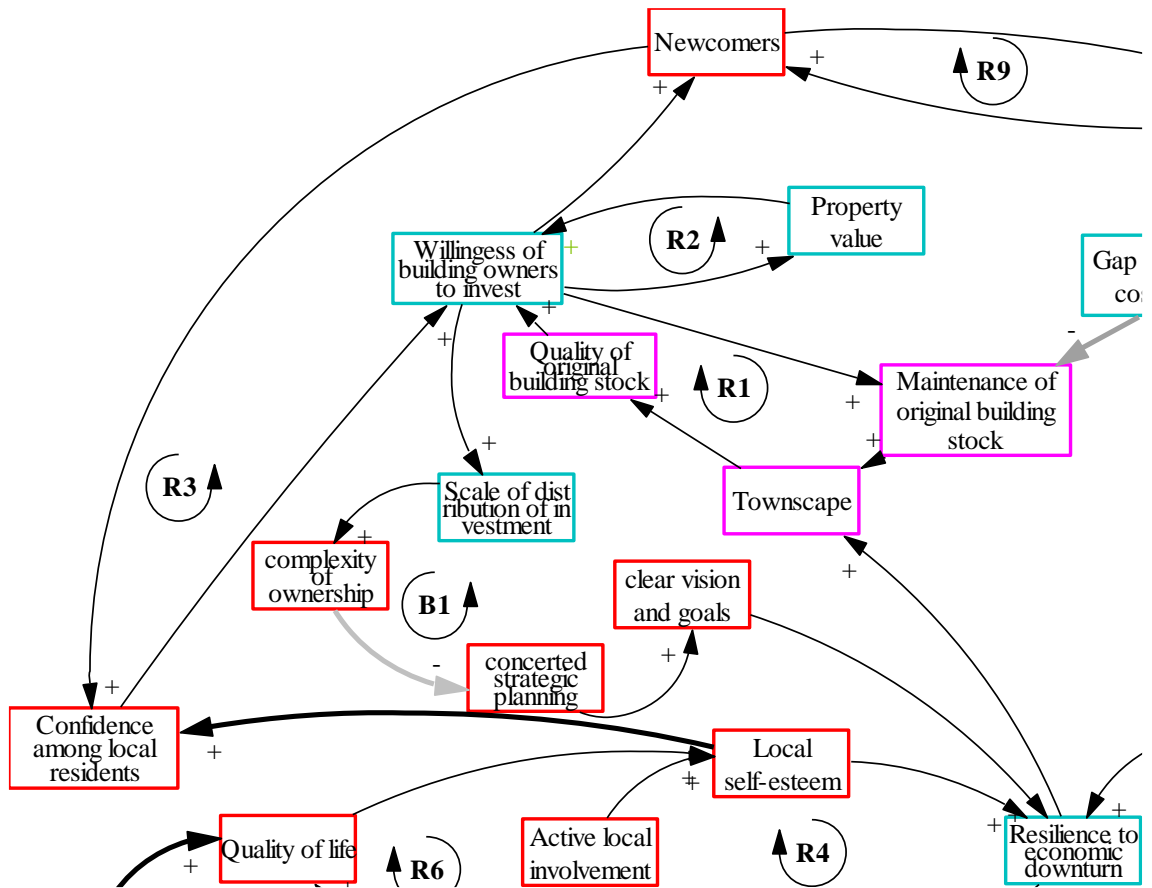 Newcomers
+
R9
+
Property
value
Willingess of
building owners
to invest
+
R2
+
Gap
co
-
+
+
Quality of
original
building stock
+
R1
+
Maintenance of
original building
stock
+
+
R3
Scale of dist
ribution of in
vestment
Townscape
+
complexity
of
ownership
B1
clear vision
and goals
+
-
concerted
strategic
planning
+
+
Confidence
among local
residents
+
Local
self-esteem
+
+
Quality of life
+
R6
Active local
involvement
R4
+
+
+
Resilience to
economic
downturn
+